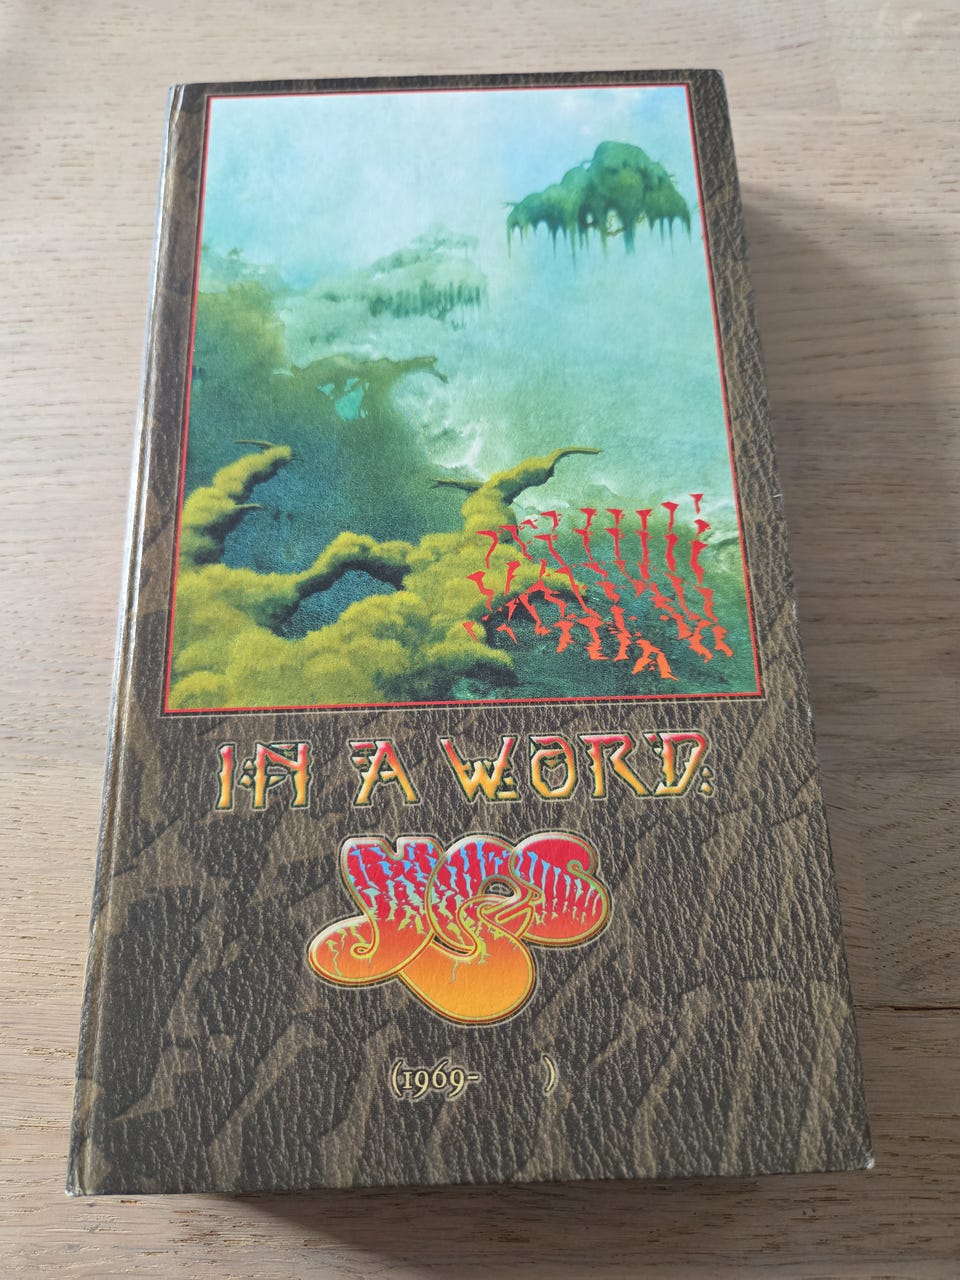 IN A WORD
YES
(1969- )